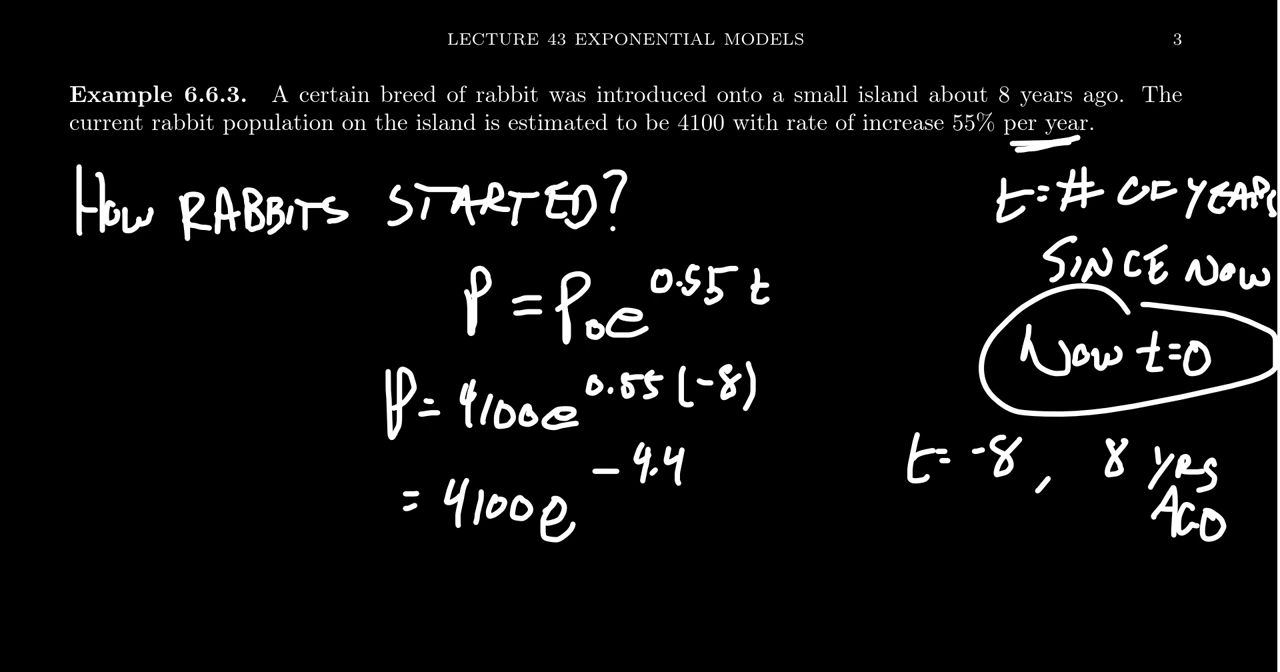 LECTURE 43 EXPONENTIAL MODELS 3
Example 6.6.3. A certain breed of rabbit was introduced onto a small island about 8 years ago. The
current rabbit population on the island is estimated to be 4100 with rate of increase 55% per year.
HOW RABBITS STARTED?
t = # OF YEARS
SINCE NOW
P = P₀e^0.55t
NOW t=0
P = 4100e^0.55(-8)
t = -8, 8 YRS
AGO
= 4100e^-4.4